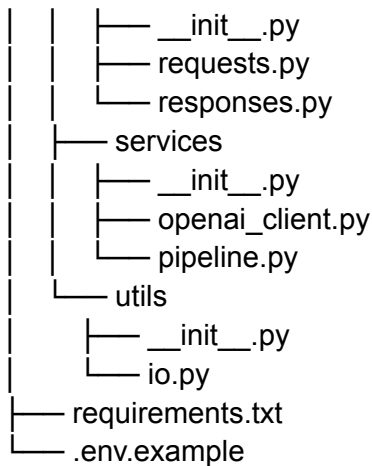 │   │   ├── __init__.py
│   │   ├── requests.py
│   │   └── responses.py
│   ├── services
│   │   ├── __init__.py
│   │   ├── openai_client.py
│   │   └── pipeline.py
│   └── utils
│       ├── __init__.py
│       └── io.py
├── requirements.txt
└── .env.example